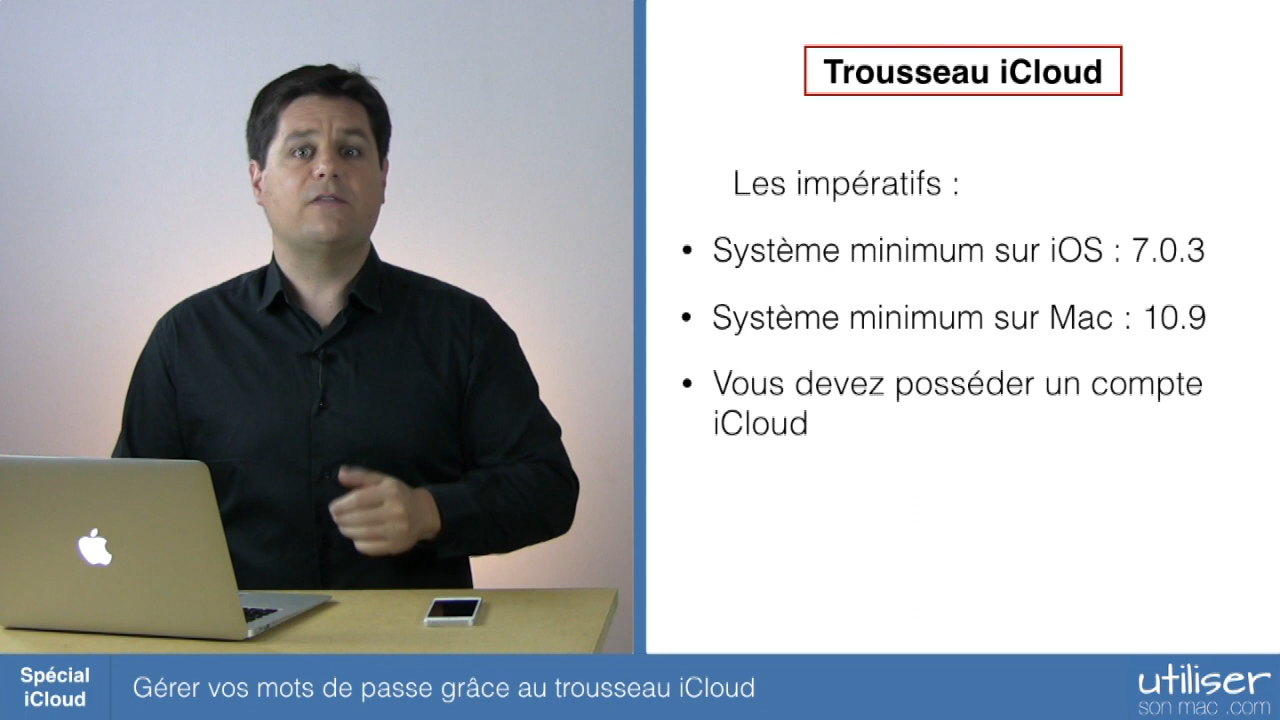 Trousseau iCloud
Les impératifs :
• Système minimum sur iOS : 7.0.3
• Système minimum sur Mac : 10.9
• Vous devez posséder un compte
iCloud
Spécial
iCloud
Gérer vos mots de passe grâce au trousseau iCloud
utiliser
son mac .com